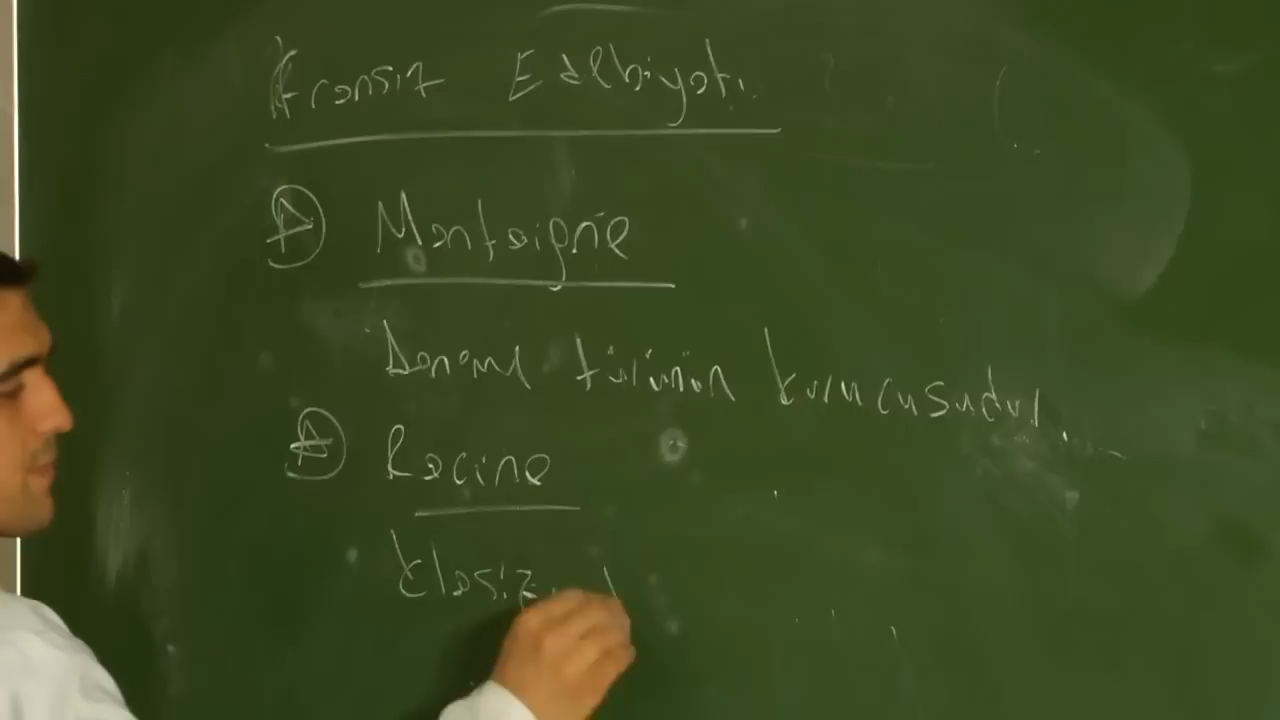 Fransız Edebiyatı
Montaigne
Deneme türünün kurucusudur.
Racine
Klasizm